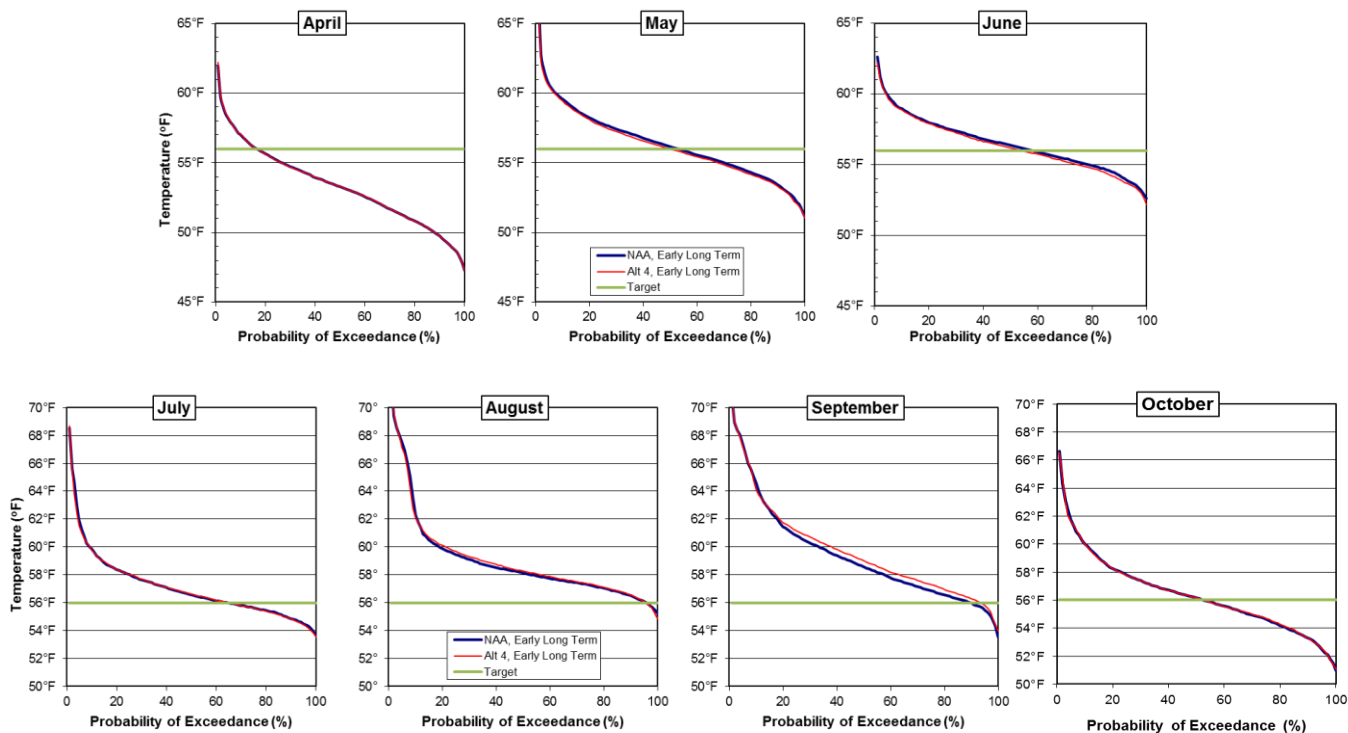 April
65°F
60°F
55°F
50°F
45°F
Temperature (°F)
0 20 40 60 80 100
Probability of Exceedance (%)
May
65°F
60°F
55°F
50°F
45°F
NAA, Early Long Term
Alt 4, Early Long Term
Target
0 20 40 60 80 100
Probability of Exceedance (%)
June
65°F
60°F
55°F
50°F
45°F
0 20 40 60 80 100
Probability of Exceedance (%)
July
70°F
68°F
66°F
64°F
62°F
60°F
58°F
56°F
54°F
52°F
50°F
Temperature (°F)
0 20 40 60 80 100
Probability of Exceedance (%)
August
70°
68°F
66°F
64°F
62°F
60°F
58°F
56°F
54°F
52°F
50°
NAA, Early Long Term
Alt 4, Early Long Term
Target
0 20 40 60 80 100
Probability of Exceedance (%)
September
70°F
68°F
66°F
64°F
62°F
60°F
58°F
56°F
54°F
52°F
50°F
0 20 40 60 80 100
Probability of Exceedance (%)
October
70°F
68°F
66°F
64°F
62°F
60°F
58°F
56°F
54°F
52°F
50°F
0 20 40 60 80 100
Probability of Exceedance (%)